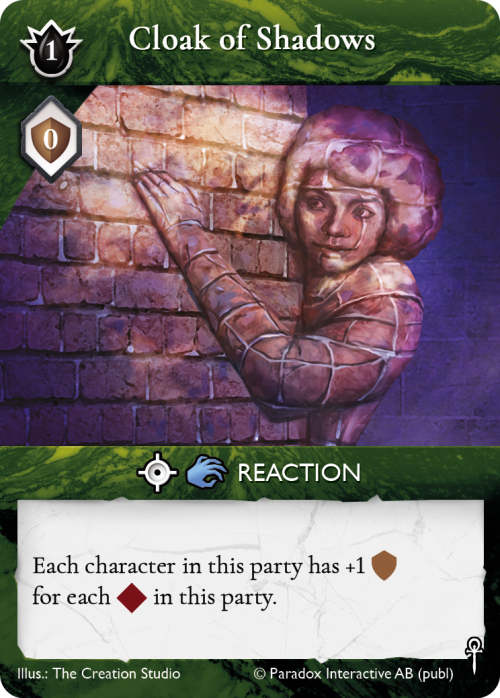 1
Cloak of Shadows
0
REACTION
Each character in this party has +1
for each in this party.
Illus.: The Creation Studio © Paradox Interactive AB (publ)